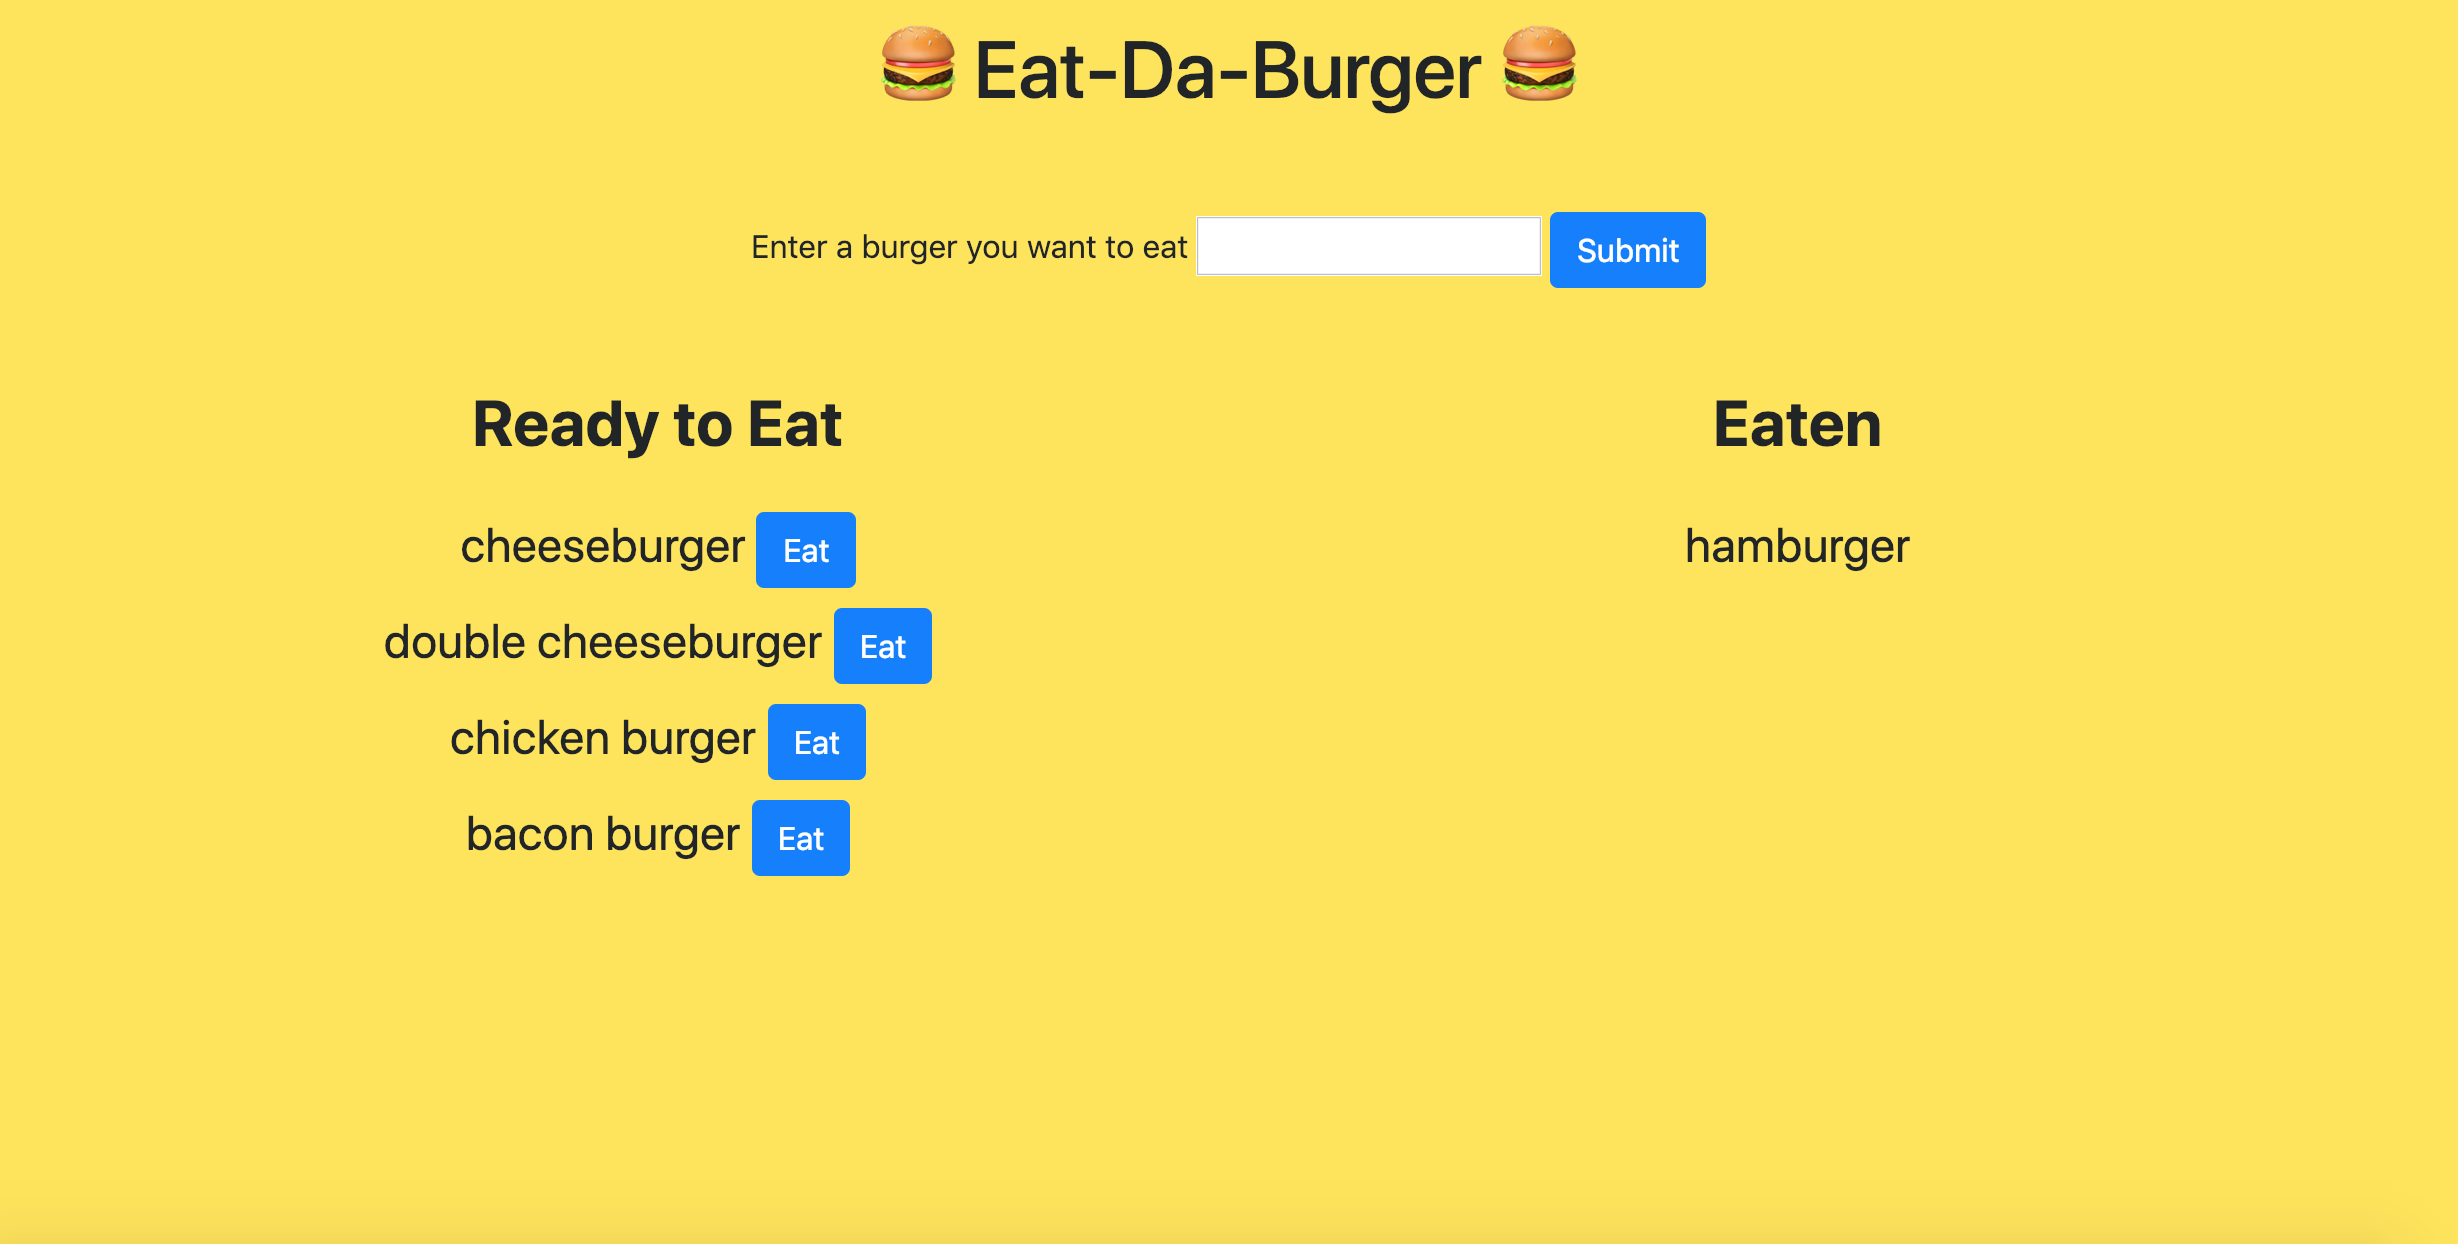 🍔 Eat-Da-Burger 🍔
Enter a burger you want to eat Submit
Ready to Eat
cheeseburger Eat
double cheeseburger Eat
chicken burger Eat
bacon burger Eat
Eaten
hamburger